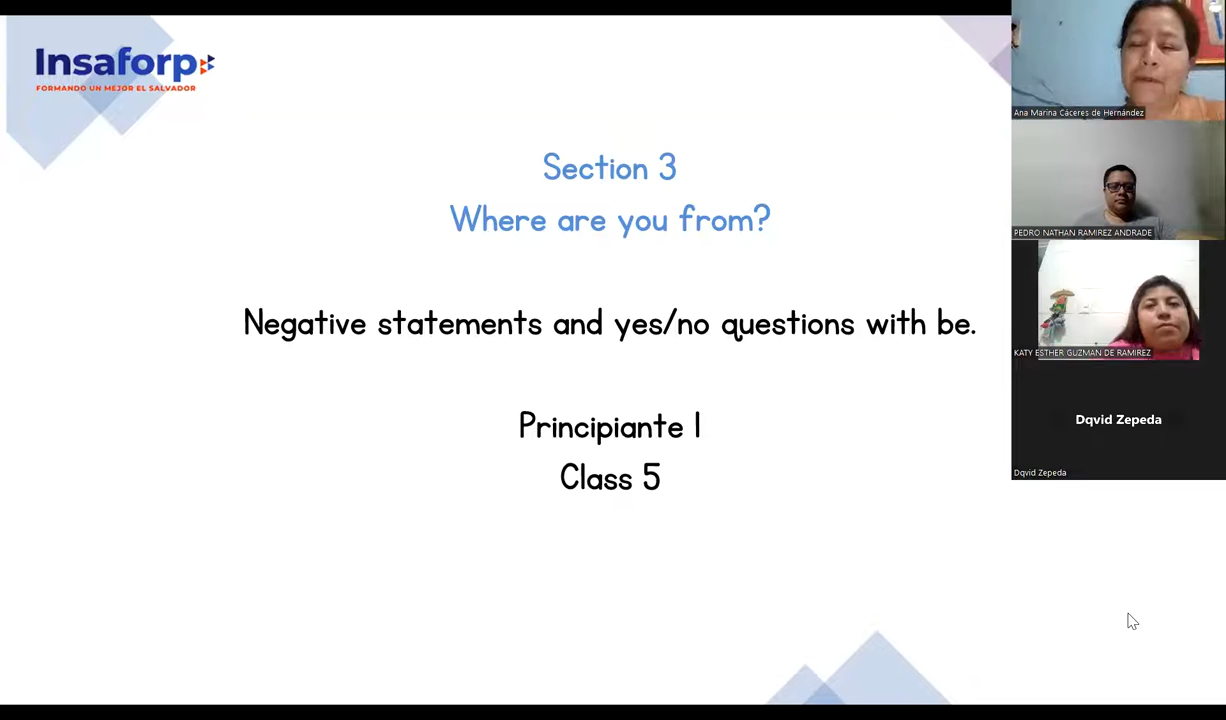 Insaforp
FORMANDO UN MEJOR EL SALVADOR
Section 3
Where are you from?
Negative statements and yes/no questions with be.
Principiante 1
Class 5
Ana Marina Cáceres de Hernández
PEDRO NATHAN RAMIREZ ANDRADE
KATY ESTHER GUZMAN DE RAMIREZ
Dqvid Zepeda
Dqvid Zepeda